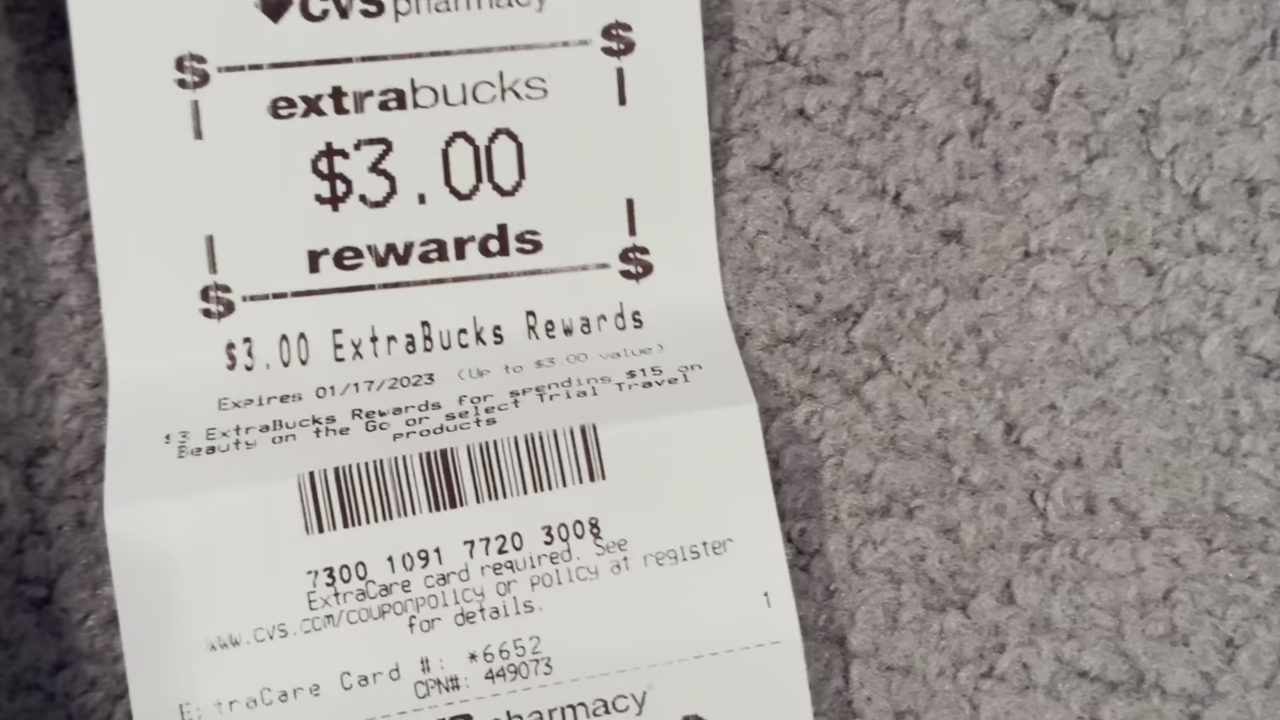 CVS pharmacy
$ $
extrabucks
$3.00
rewards
$ $
$3.00 ExtraBucks Rewards
Expires 01/17/2023 (Up to $3.00 value)
$3 ExtraBucks Rewards for spending $15 on
Beauty on the Go or select Trial Travel
products
7300 1091 7720 3008
ExtraCare card required. See
www.cvs.com/couponpolicy or policy at register
for details.
1
ExtraCare Card #: *6652
CPN#: 449073
pharmacy